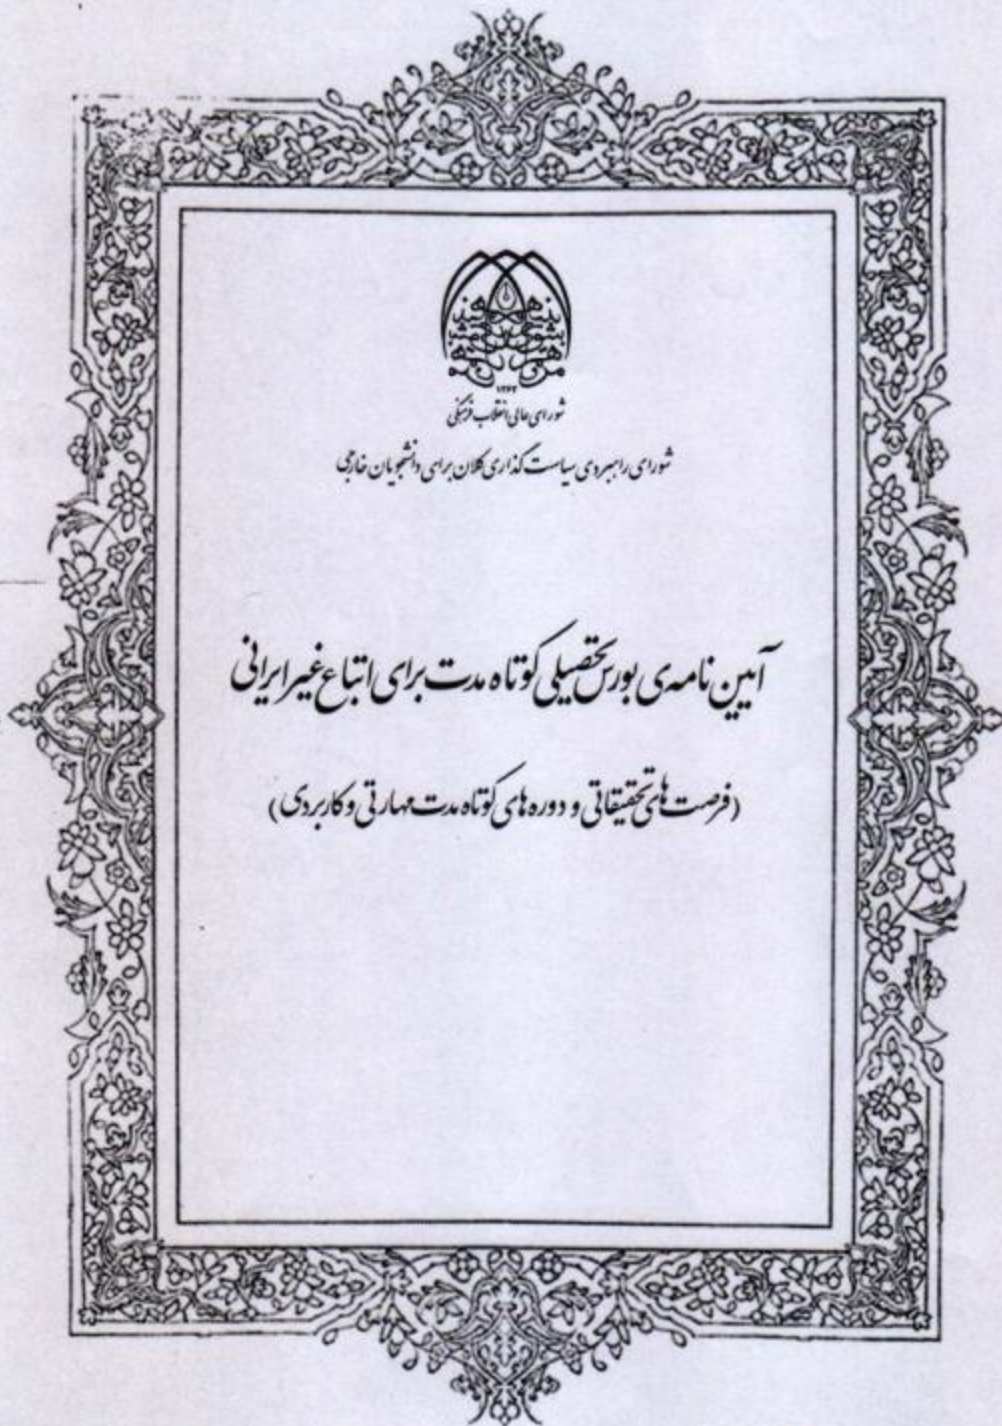 ۱۳۶۳
شورای عالی انقلاب فرهنگی
شورای راهبردی سیاست گذاری کلان برای دانشجویان خارجی
آیین نامه‌ی بورس تحصیلی کوتاه مدت برای اتباع غیر ایرانی
(فرصت های تحقیقاتی و دوره های کوتاه مدت مهارتی و کاربردی)